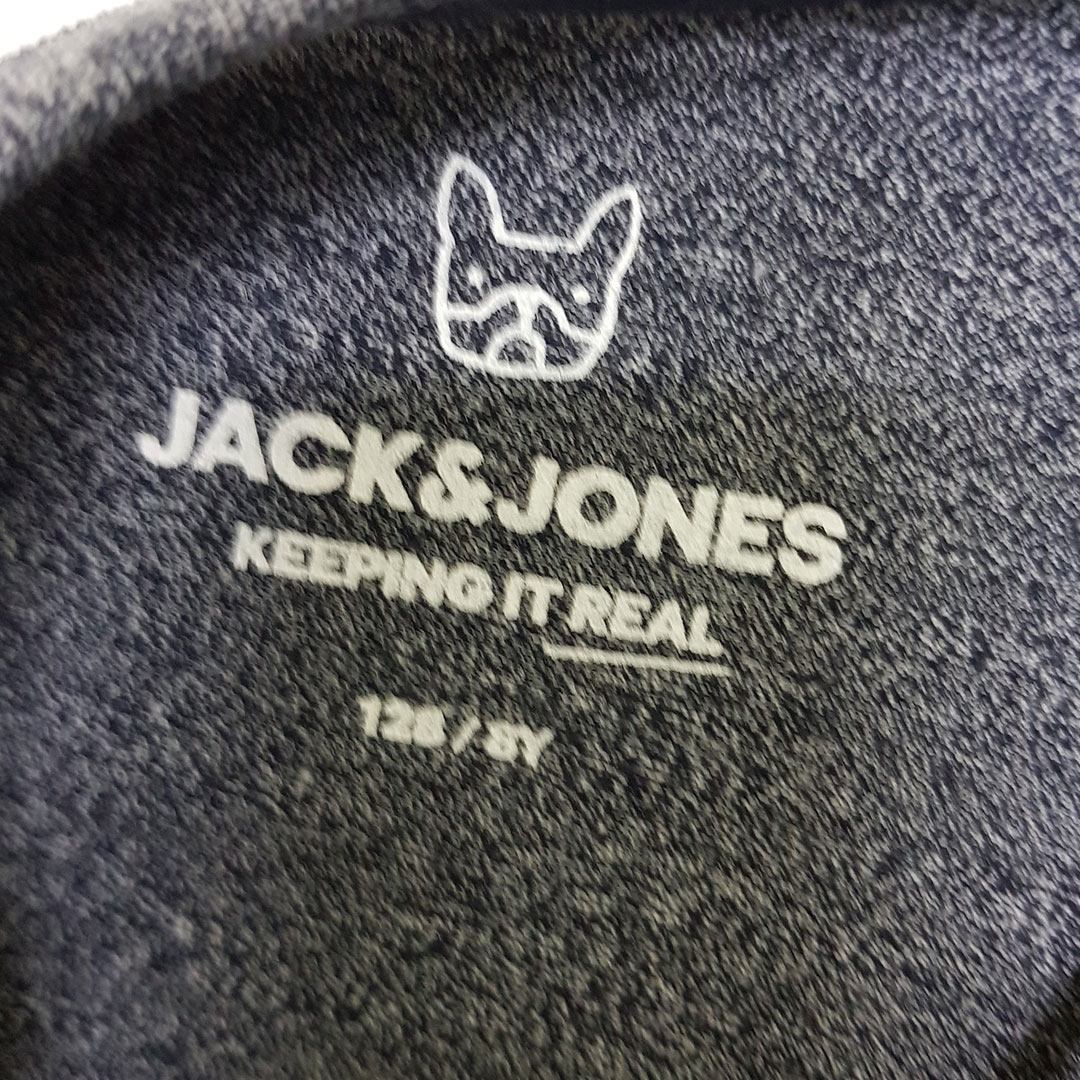 JACK&JONES
KEEPING IT REAL
128 / 8Y